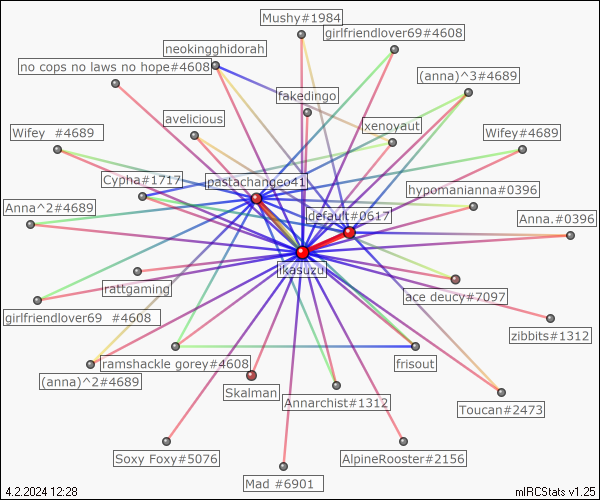 Mushy#1984
girlfriendlover69#4608
neokingghidorah
no cops no laws no hope#4608
(anna)^3#4689
fakedingo
avelicious
xenoyaut
Wifey #4689
Wifey#4689
Cypha#1717
pastachangeo41
hypomanianna#0396
Anna^2#4689
default#0617
Anna.#0396
ikasuzu
rattgaming
ace deucy#7097
girlfriendlover69 #4608
zibbits#1312
ramshackle gorey#4608
frisout
(anna)^2#4689
Skalman
Annarchist#1312
Toucan#2473
Soxy Foxy#5076
AlpineRooster#2156
Mad #6901
4.2.2024 12:28
mIRCStats v1.25